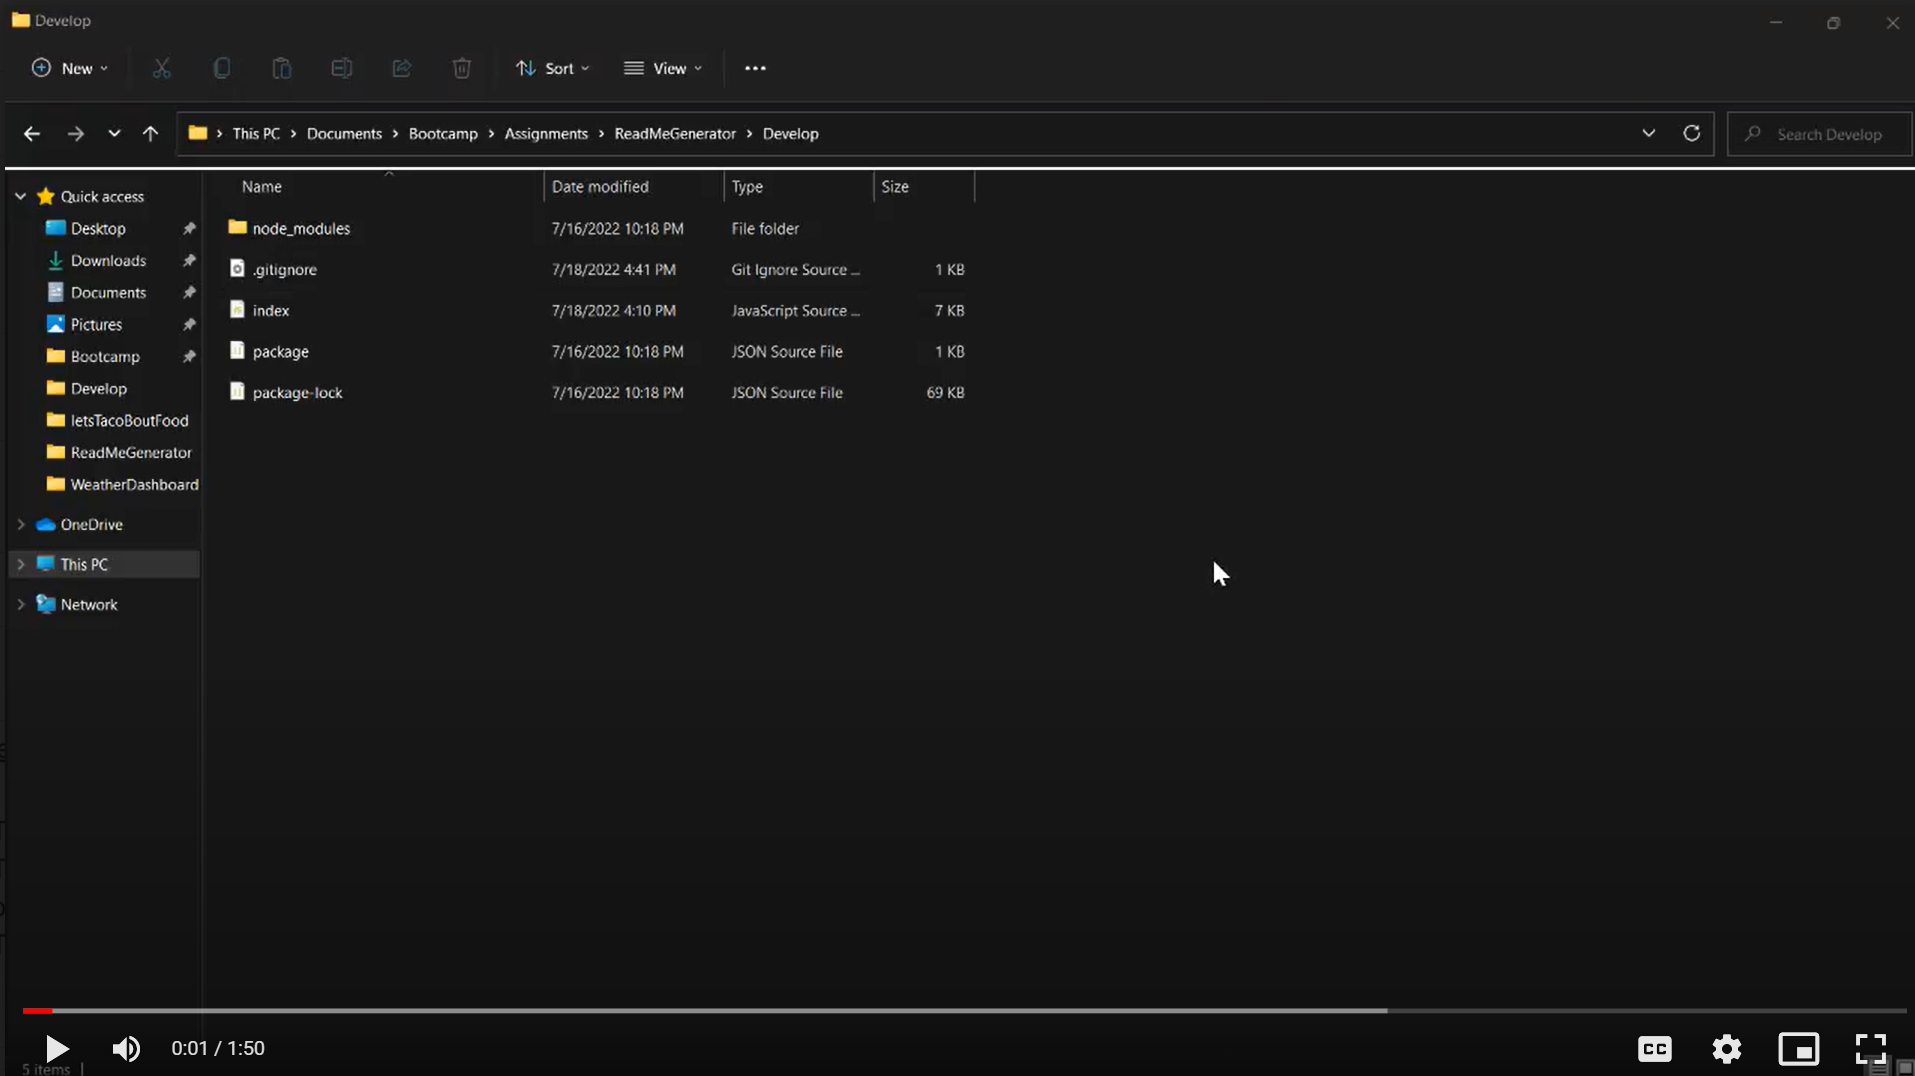 Develop
New
Sort
View
This PC > Documents > Bootcamp > Assignments > ReadMeGenerator > Develop
Search Develop
Name Date modified Type Size
Quick access
Desktop
Downloads
Documents
Pictures
Bootcamp
Develop
letsTacoBoutFood
ReadMeGenerator
WeatherDashboard
OneDrive
This PC
Network
node_modules 7/16/2022 10:18 PM File folder
.gitignore 7/18/2022 4:41 PM Git Ignore Source ... 1 KB
index 7/18/2022 4:10 PM JavaScript Source ... 7 KB
package 7/16/2022 10:18 PM JSON Source File 1 KB
package-lock 7/16/2022 10:18 PM JSON Source File 69 KB
0:01 / 1:50
CC
5 items